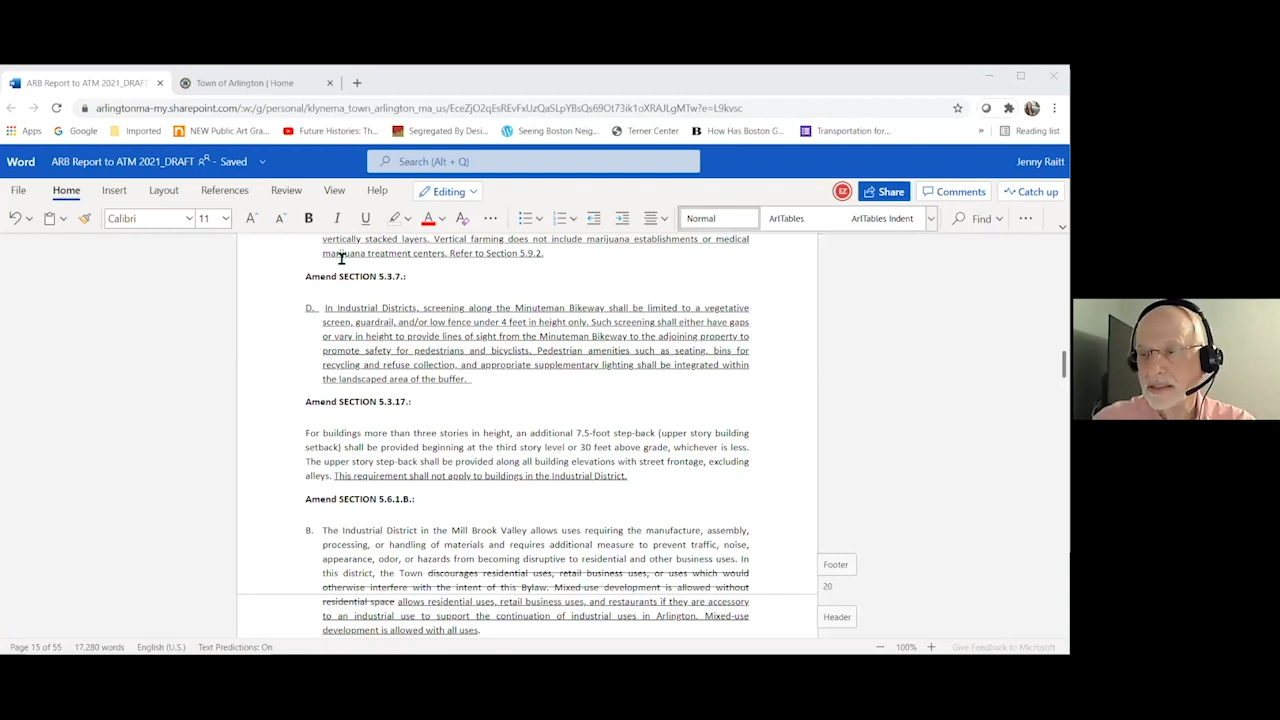 ARB Report to ATM 2021_DRAFT
Town of Arlington | Home
arlingtonma-my.sharepoint.com/:w:/g/personal/klynema_town_arlington_ma_us/EceZjO2qEsREvFxUzQaSLpYBsQs69Ot73ik1oXRAJLgMTw?e=L9kvsc
Apps Google Imported NEW Public Art Gra... Future Histories: Th... Segregated By Desi... Seeing Boston Neig... Terner Center How Has Boston G... Transportation for... » Reading list
Word ARB Report to ATM 2021_DRAFT - Saved Search (Alt + Q) Jenny Raitt
File Home Insert Layout References Review View Help Editing EZ Share Comments Catch up
Calibri 11 Normal ArlTables ArlTables Indent Find
vertically stacked layers. Vertical farming does not include marijuana establishments or medical
marijuana treatment centers. Refer to Section 5.9.2.
Amend SECTION 5.3.7.:
D. In Industrial Districts, screening along the Minuteman Bikeway shall be limited to a vegetative
screen, guardrail, and/or low fence under 4 feet in height only. Such screening shall either have gaps
or vary in height to provide lines of sight from the Minuteman Bikeway to the adjoining property to
promote safety for pedestrians and bicyclists. Pedestrian amenities such as seating, bins for
recycling and refuse collection, and appropriate supplementary lighting shall be integrated within
the landscaped area of the buffer.
Amend SECTION 5.3.17.:
For buildings more than three stories in height, an additional 7.5-foot step-back (upper story building
setback) shall be provided beginning at the third story level or 30 feet above grade, whichever is less.
The upper story step-back shall be provided along all building elevations with street frontage, excluding
alleys. This requirement shall not apply to buildings in the Industrial District.
Amend SECTION 5.6.1.B.:
B. The Industrial District in the Mill Brook Valley allows uses requiring the manufacture, assembly,
processing, or handling of materials and requires additional measure to prevent traffic, noise,
appearance, odor, or hazards from becoming disruptive to residential and other business uses. In
this district, the Town discourages residential uses, retail business uses, or uses which would
otherwise interfere with the intent of this Bylaw. Mixed-use development is allowed without
residential space allows residential uses, retail business uses, and restaurants if they are accessory
to an industrial use to support the continuation of industrial uses in Arlington. Mixed-use
development is allowed with all uses.
Footer
20
Header
Page 15 of 55 17,280 words English (U.S.) Text Predictions: On 100% Give Feedback to Microsoft